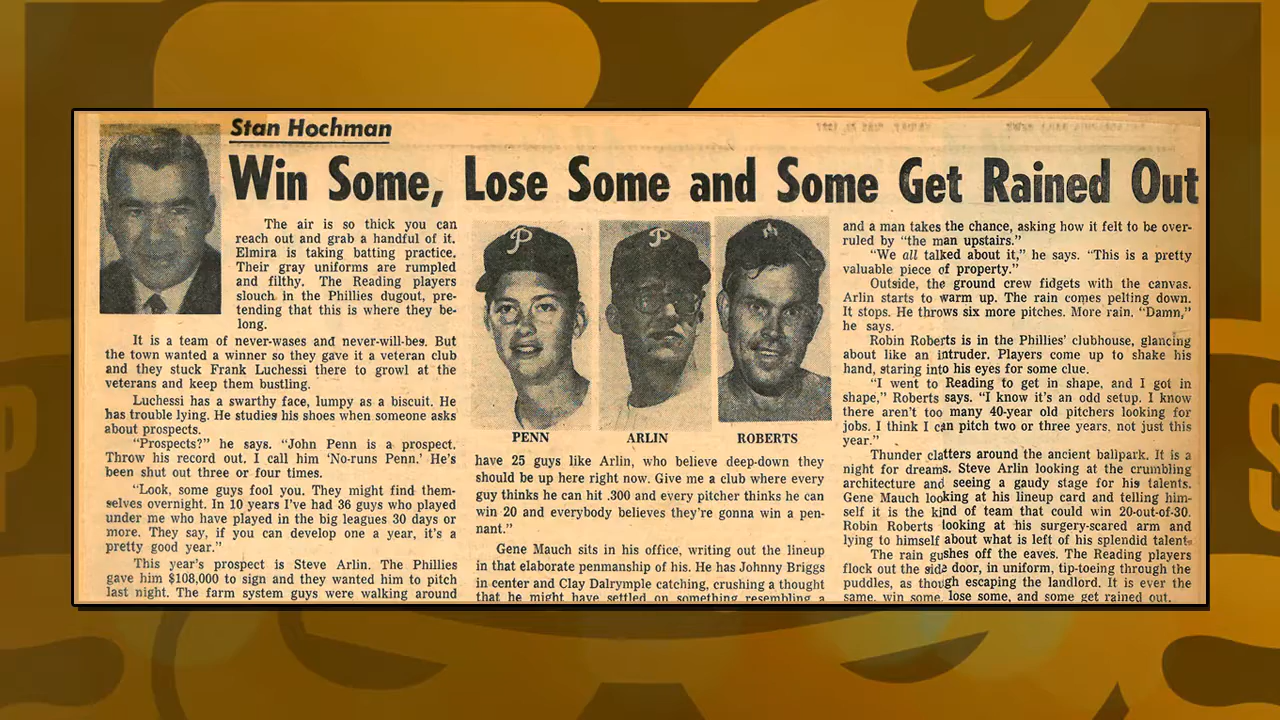 Stan Hochman
Win Some, Lose Some and Some Get Rained Out
The air is so thick you can
reach out and grab a handful of it.
Elmira is taking batting practice.
Their gray uniforms are rumpled
and filthy. The Reading players
slouch in the Phillies dugout, pre-
tending that this is where they be-
long.
It is a team of never-wases and never-will-bes. But
the town wanted a winner so they gave it a veteran club
and they stuck Frank Luchessi there to growl at the
veterans and keep them bustling.
Luchessi has a swarthy face, lumpy as a biscuit. He
has trouble lying. He studies his shoes when someone asks
about prospects.
"Prospects?" he says. "John Penn is a prospect.
Throw his record out. I call him 'No-runs Penn.' He's
been shut out three or four times.
"Look, some guys fool you. They might find them-
selves overnight. In 10 years I've had 36 guys who played
under me who have played in the big leagues 30 days or
more. They say, if you can develop one a year, it's a
pretty good year."
This year's prospect is Steve Arlin. The Phillies
gave him $108,000 to sign and they wanted him to pitch
last night. The farm system guys were walking around
P
P
M
PENN
ARLIN
ROBERTS
have 25 guys like Arlin, who believe deep-down they
should be up here right now. Give me a club where every
guy thinks he can hit .300 and every pitcher thinks he can
win 20 and everybody believes they're gonna win a pen-
nant."
Gene Mauch sits in his office, writing out the lineup
in that elaborate penmanship of his. He has Johnny Briggs
in center and Clay Dalrymple catching, crushing a thought
that he might have settled on something resembling a
and a man takes the chance, asking how it felt to be over-
ruled by "the man upstairs."
"We all talked about it," he says. "This is a pretty
valuable piece of property."
Outside, the ground crew fidgets with the canvas.
Arlin starts to warm up. The rain comes pelting down.
It stops. He throws six more pitches. More rain. "Damn,"
he says.
Robin Roberts is in the Phillies' clubhouse, glancing
about like an intruder. Players come up to shake his
hand, staring into his eyes for some clue.
"I went to Reading to get in shape, and I got in
shape," Roberts says. "I know it's an odd setup. I know
there aren't too many 40-year old pitchers looking for
jobs. I think I can pitch two or three years, not just this
year."
Thunder clatters around the ancient ballpark. It is a
night for dreams. Steve Arlin looking at the crumbling
architecture and seeing a gaudy stage for his talents.
Gene Mauch looking at his lineup card and telling him-
self it is the kind of team that could win 20-out-of-30.
Robin Roberts looking at his surgery-scared arm and
lying to himself about what is left of his splendid talent.
The rain gushes off the eaves. The Reading players
flock out the side door, in uniform, tip-toeing through the
puddles, as though escaping the landlord. It is ever the
same, win some, lose some, and some get rained out.